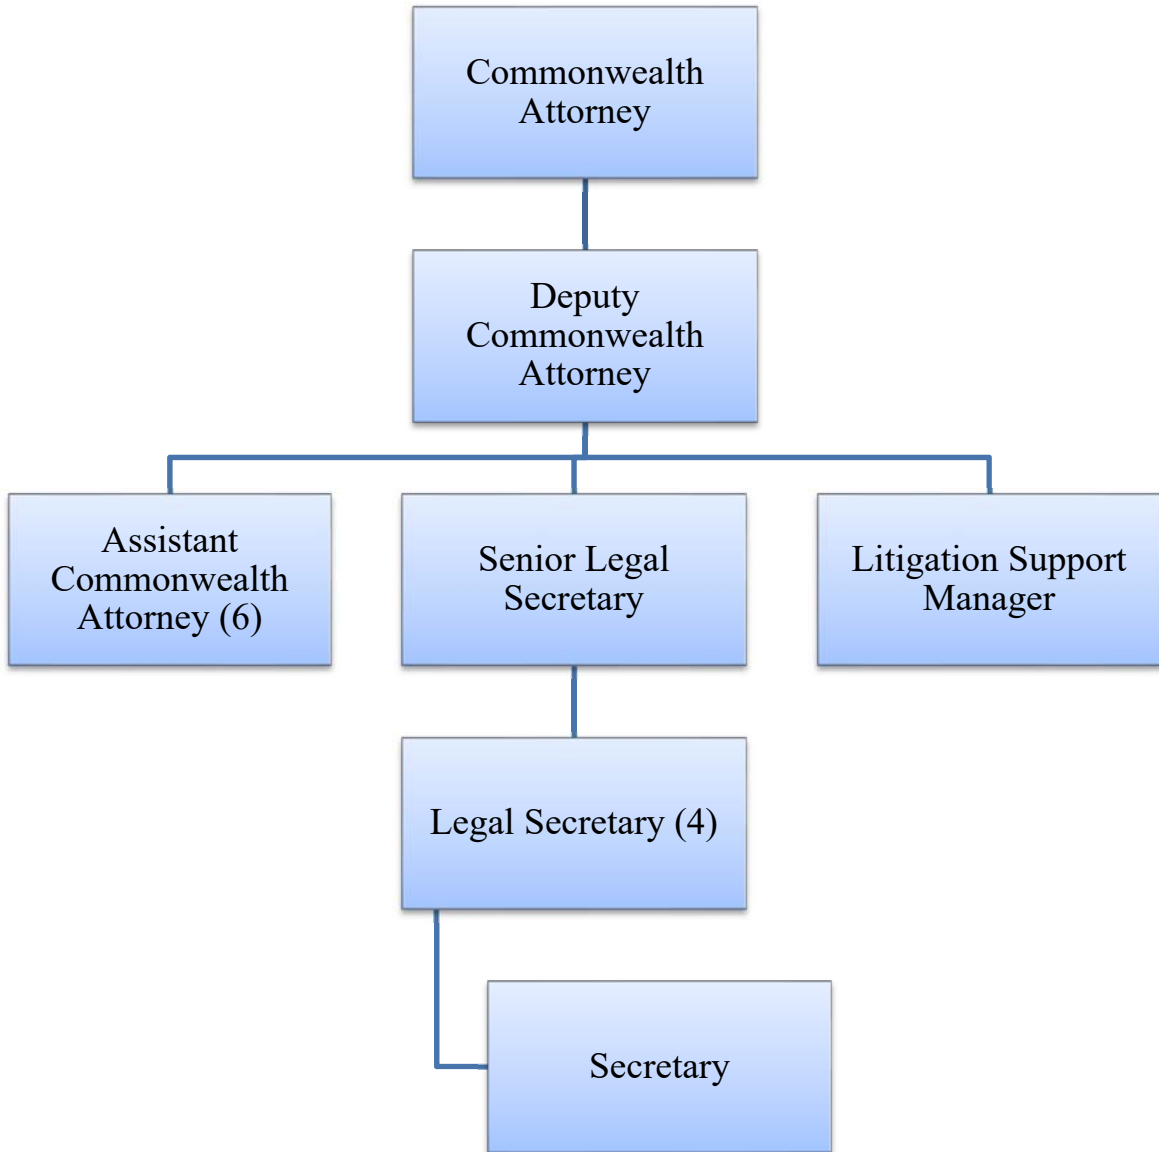 Commonwealth
Attorney
Deputy
Commonwealth
Attorney
Assistant
Commonwealth
Attorney (6)
Senior Legal
Secretary
Litigation Support
Manager
Legal Secretary (4)
Secretary